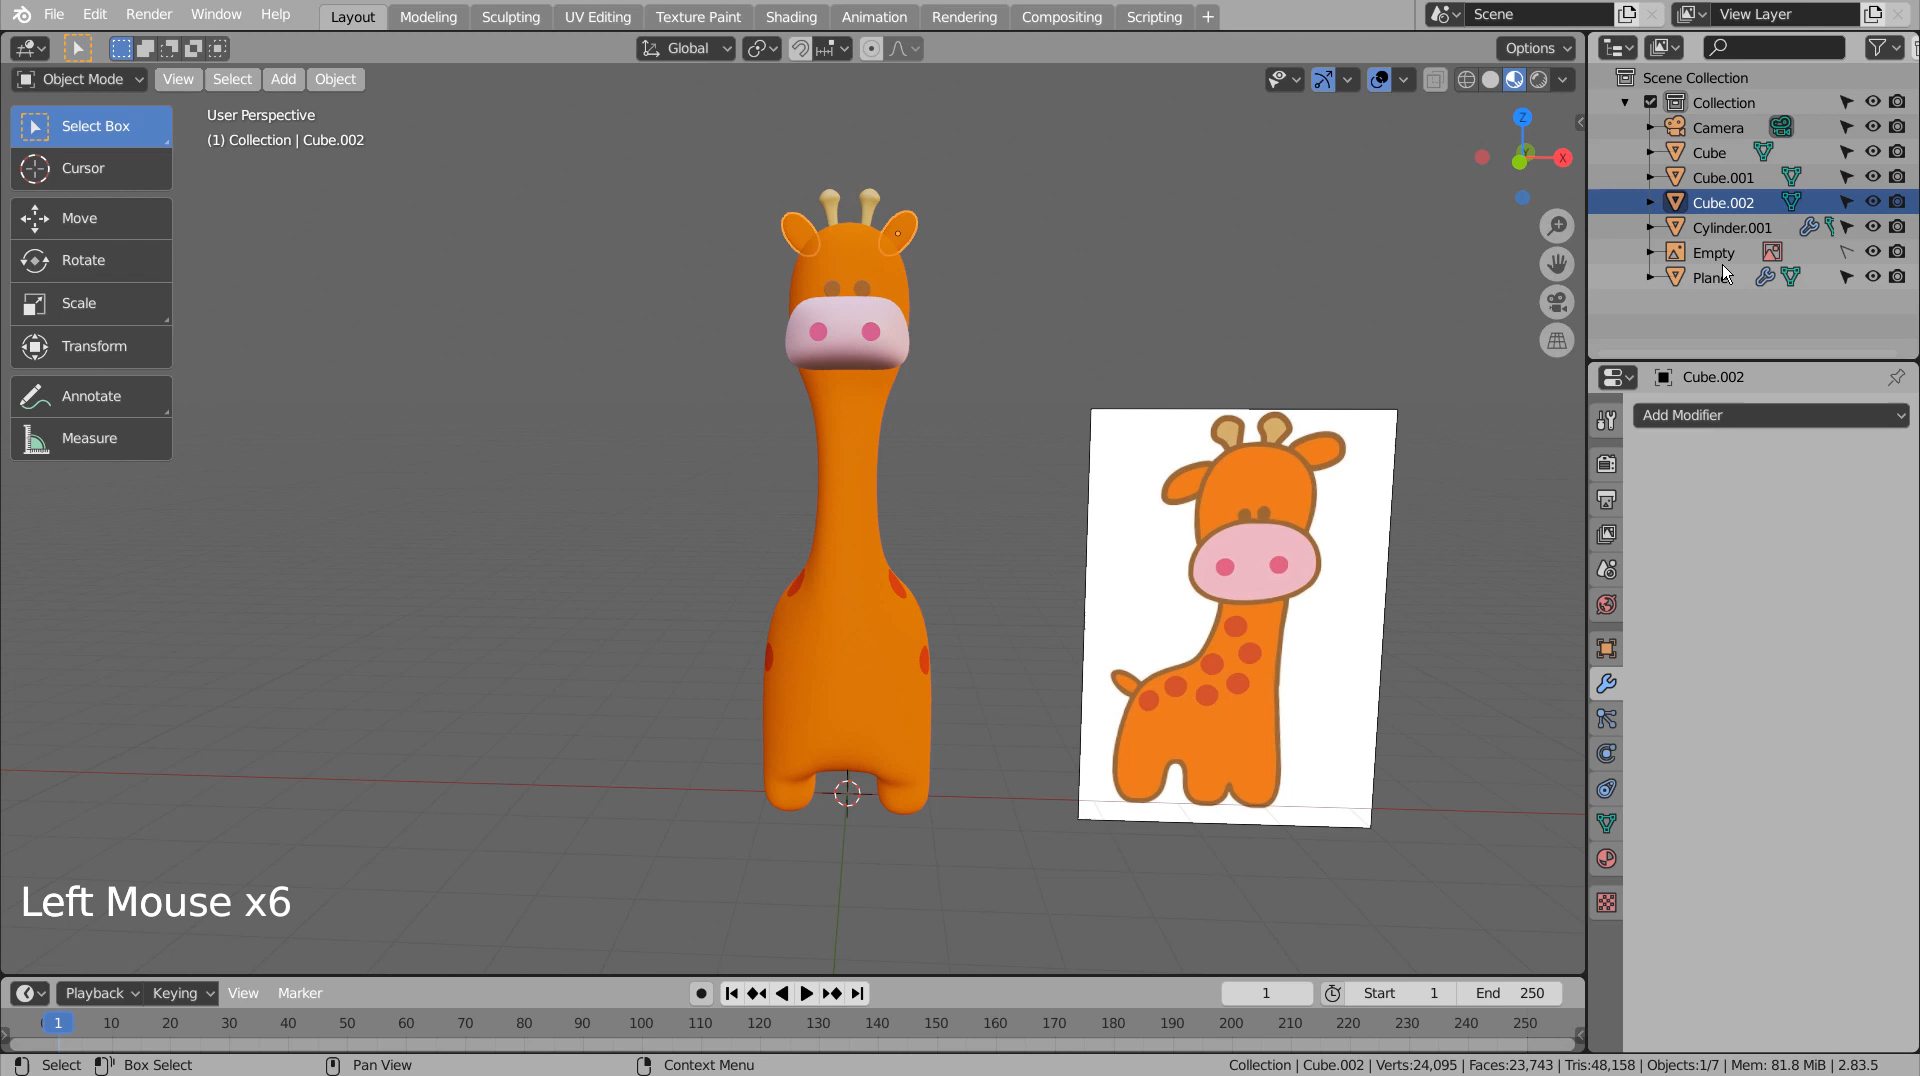 File Edit Render Window Help
Layout Modeling Sculpting UV Editing Texture Paint Shading Animation Rendering Compositing Scripting +
Scene
View Layer
Global
Options
Object Mode View Select Add Object
User Perspective
(1) Collection | Cube.002
Select Box
Cursor
Move
Rotate
Scale
Transform
Annotate
Measure
Z
X
Scene Collection
Collection
Camera
Cube
Cube.001
Cube.002
Cylinder.001
Empty
Cube.002
Add Modifier
Left Mouse x6
Playback Keying View Marker
1
Start 1
End 250
1 10 20 30 40 50 60 70 80 90 100 110 120 130 140 150 160 170 180 190 200 210 220 230 240 250
Select Box Select Pan View Context Menu
Collection | Cube.002 | Verts:24,095 | Faces:23,743 | Tris:48,158 | Objects:1/7 | Mem: 81.8 MiB | 2.83.5